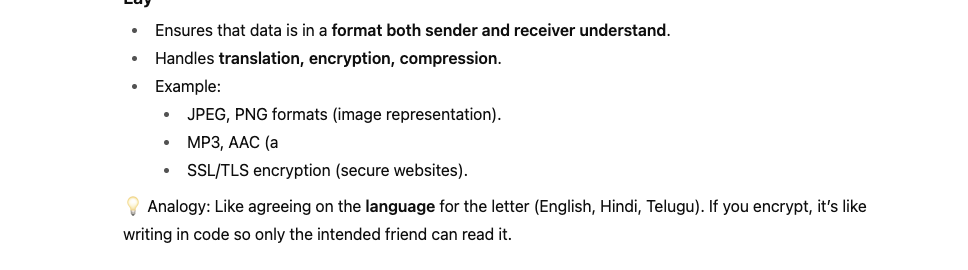 Lay
Ensures that data is in a format both sender and receiver understand.
Handles translation, encryption, compression.
Example:
JPEG, PNG formats (image representation).
MP3, AAC (a
SSL/TLS encryption (secure websites).
💡 Analogy: Like agreeing on the language for the letter (English, Hindi, Telugu). If you encrypt, it’s like
writing in code so only the intended friend can read it.